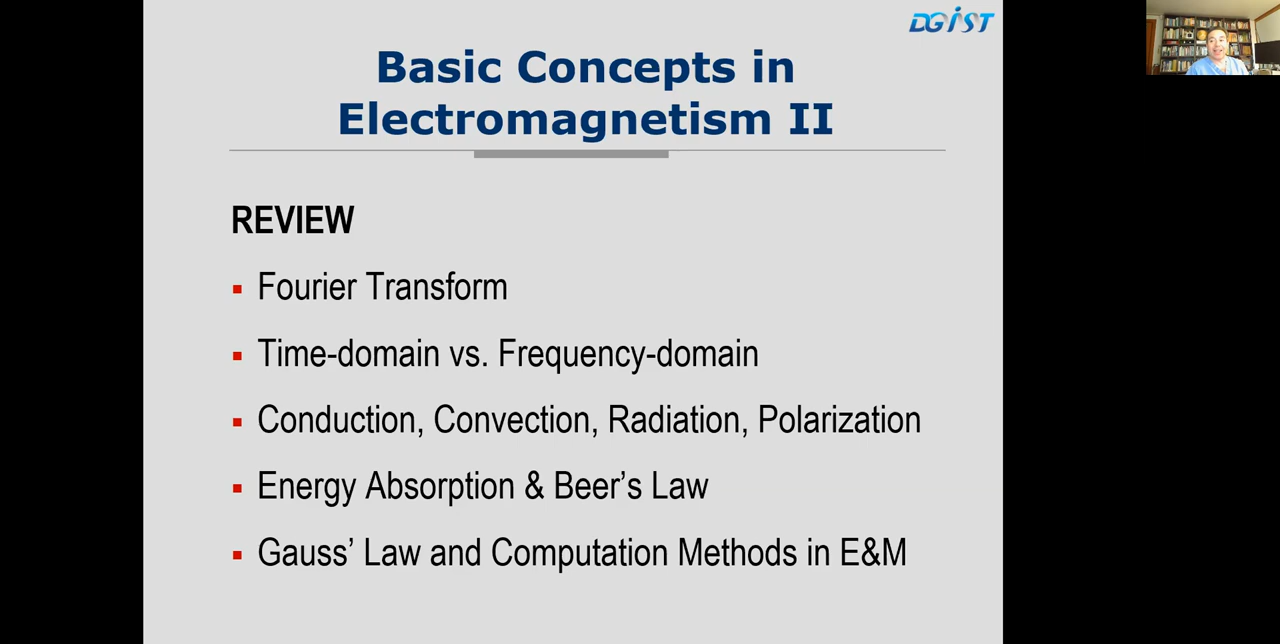 DGIST
Basic Concepts in
Electromagnetism II
REVIEW
Fourier Transform
Time-domain vs. Frequency-domain
Conduction, Convection, Radiation, Polarization
Energy Absorption & Beer’s Law
Gauss’ Law and Computation Methods in E&M